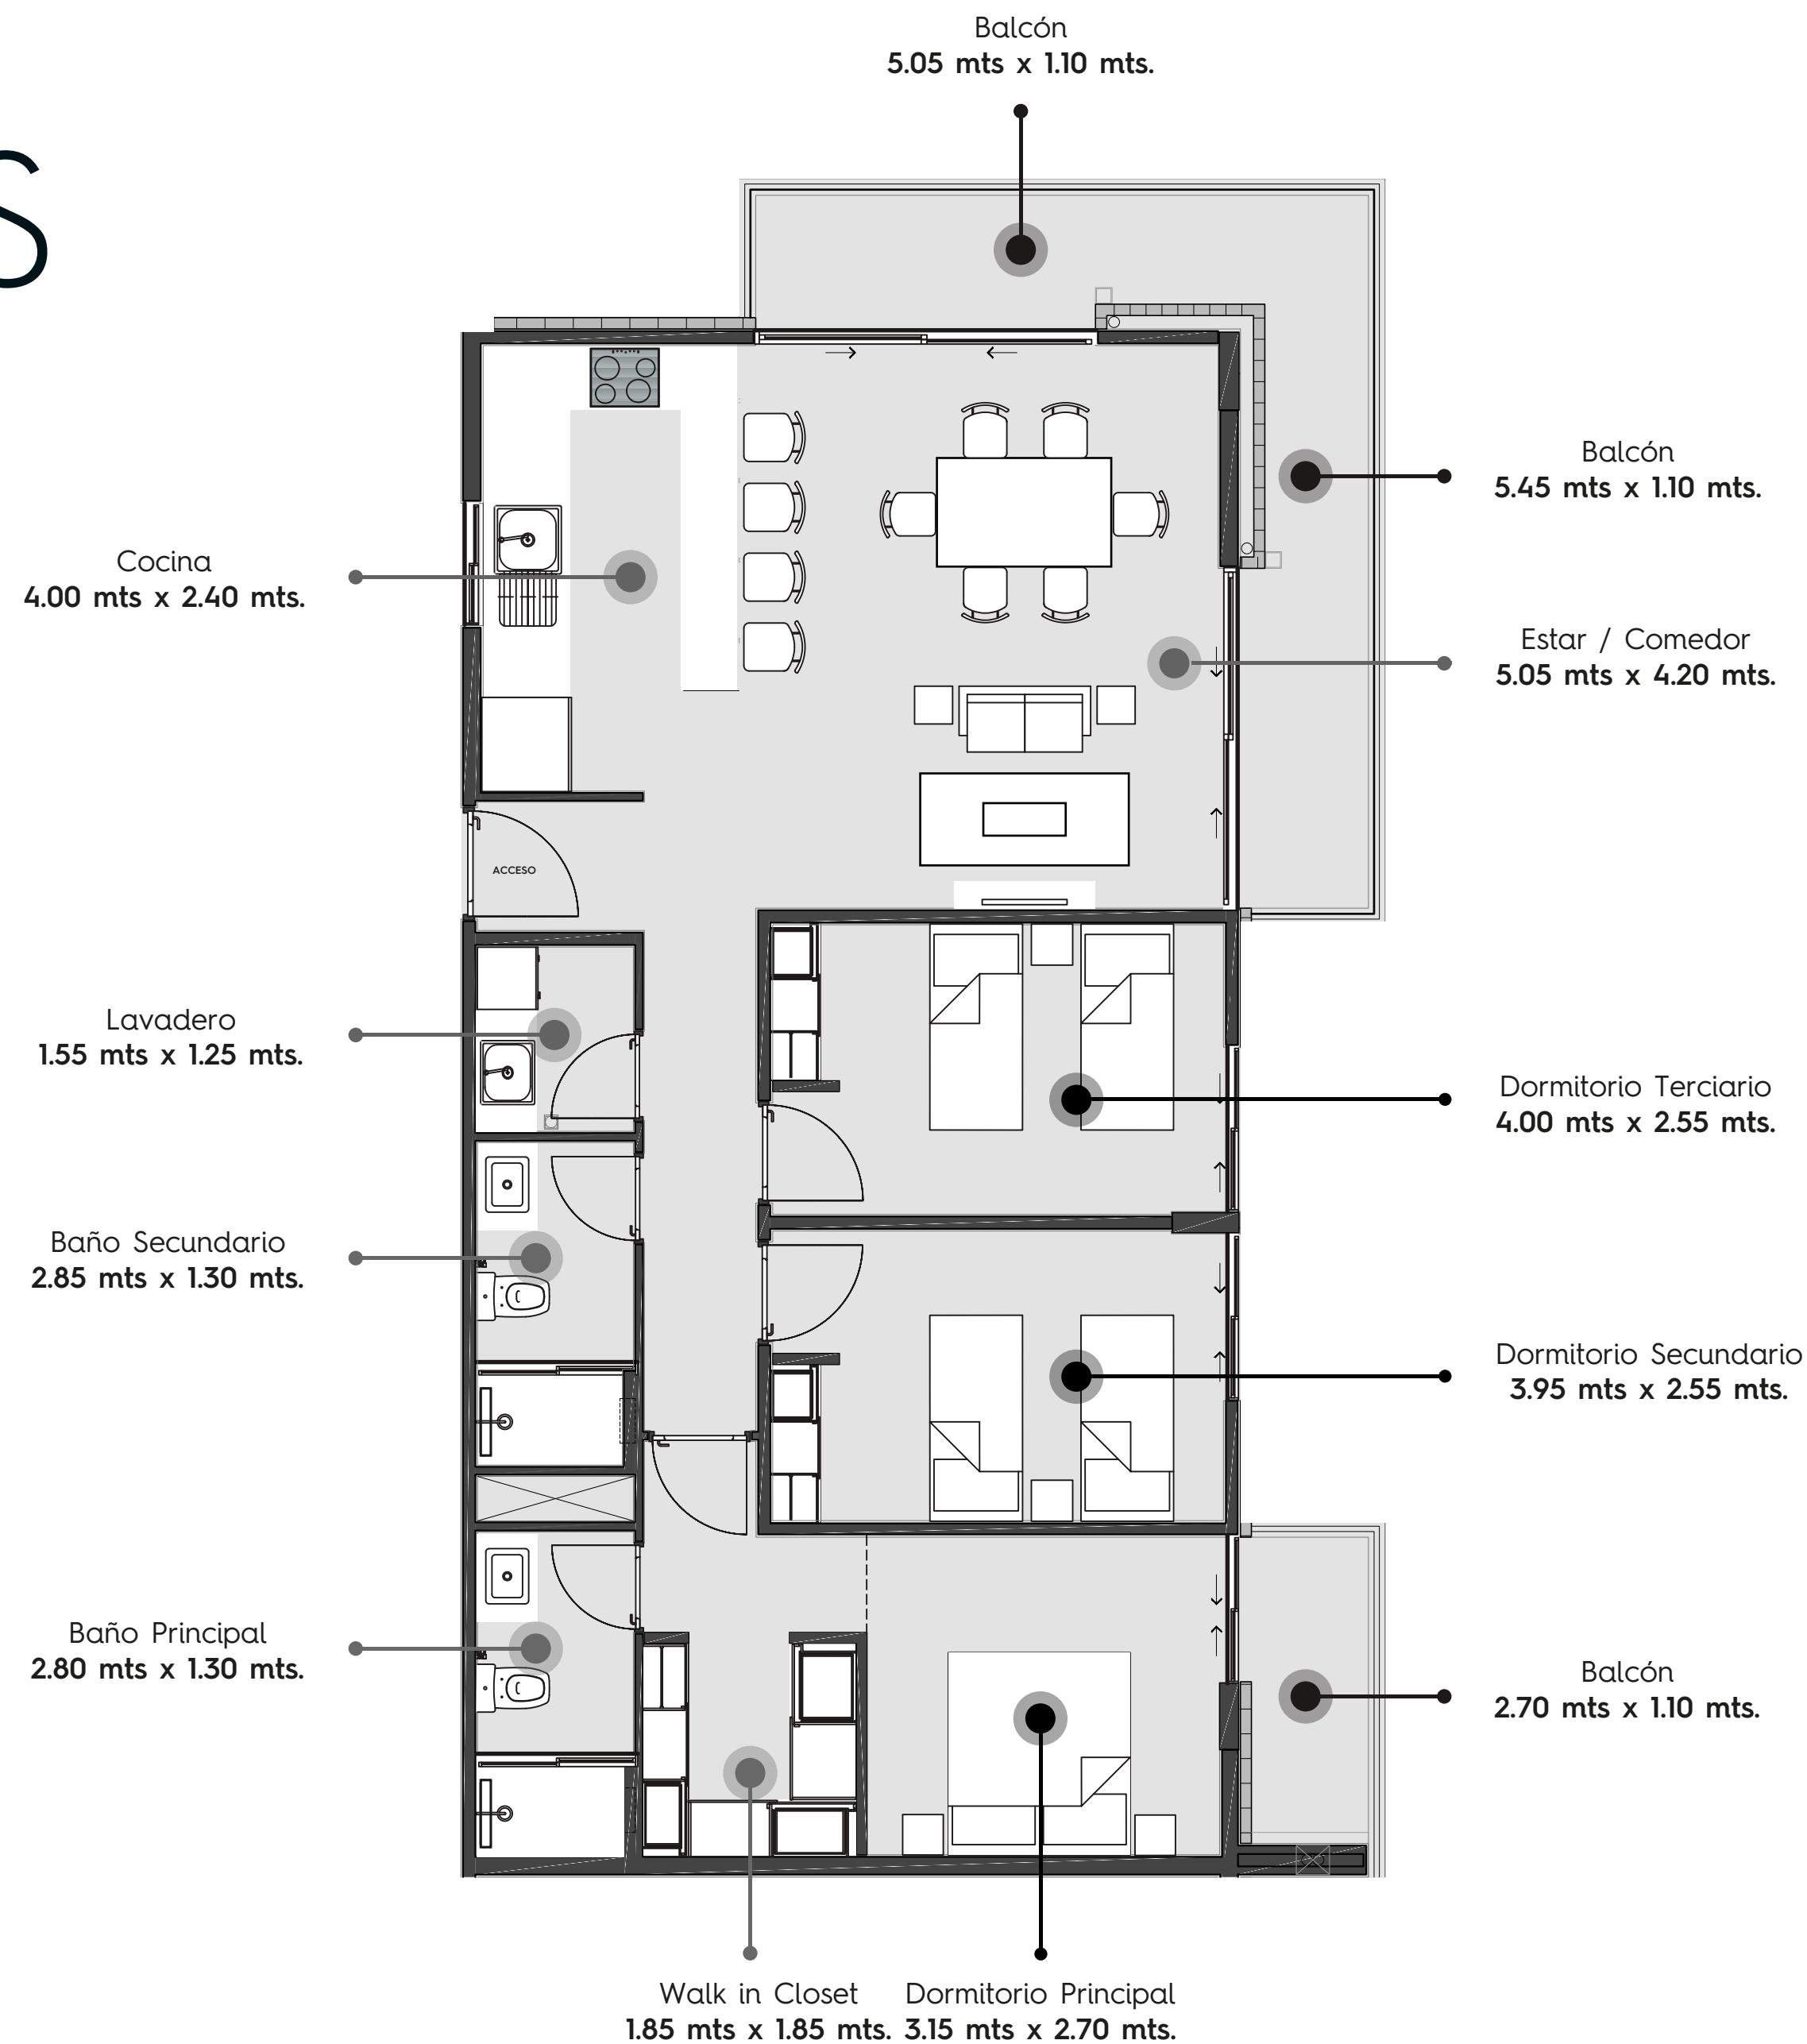 Balcón
5.05 mts x 1.10 mts.
S
Balcón
5.45 mts x 1.10 mts.
Cocina
4.00 mts x 2.40 mts.
Estar / Comedor
5.05 mts x 4.20 mts.
ACCESO
Lavadero
1.55 mts x 1.25 mts.
Dormitorio Terciario
4.00 mts x 2.55 mts.
Baño Secundario
2.85 mts x 1.30 mts.
Dormitorio Secundario
3.95 mts x 2.55 mts.
Baño Principal
2.80 mts x 1.30 mts.
Balcón
2.70 mts x 1.10 mts.
Walk in Closet
1.85 mts x 1.85 mts.
Dormitorio Principal
3.15 mts x 2.70 mts.